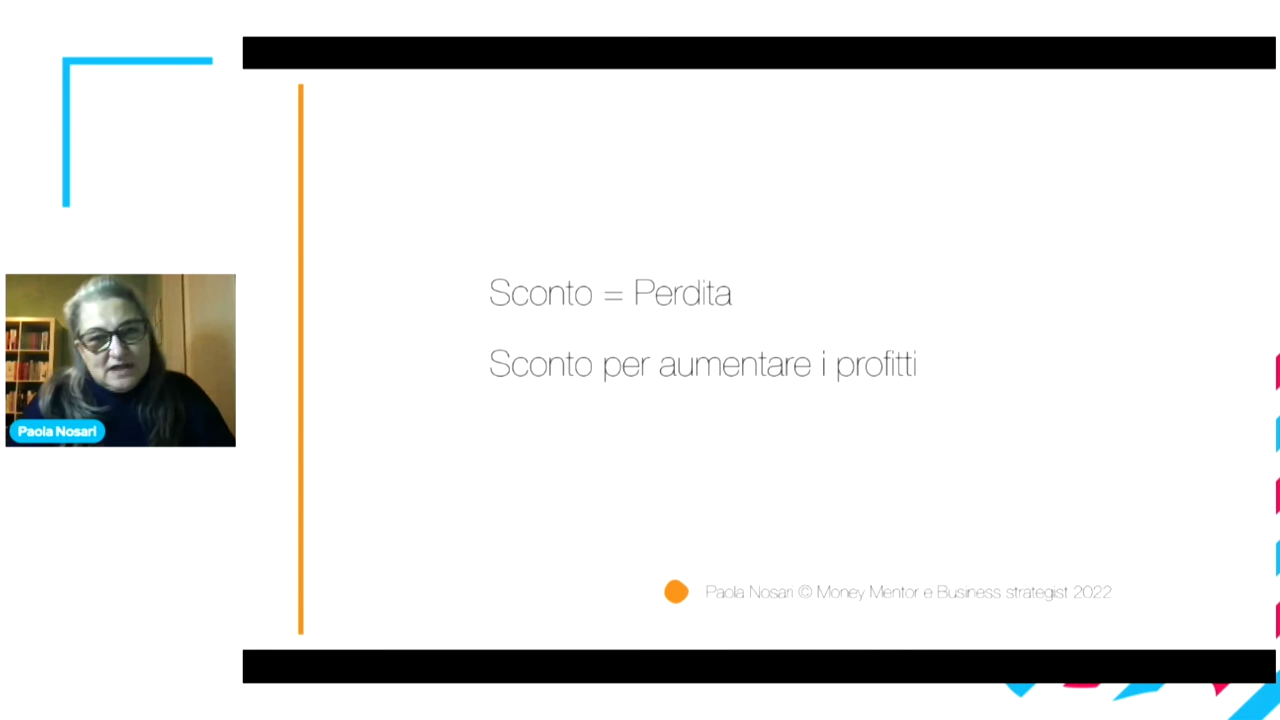 Sconto = Perdita
Sconto per aumentare i profitti
Paola Nosari
Paola Nosari © Money Mentor e Business strategist 2022